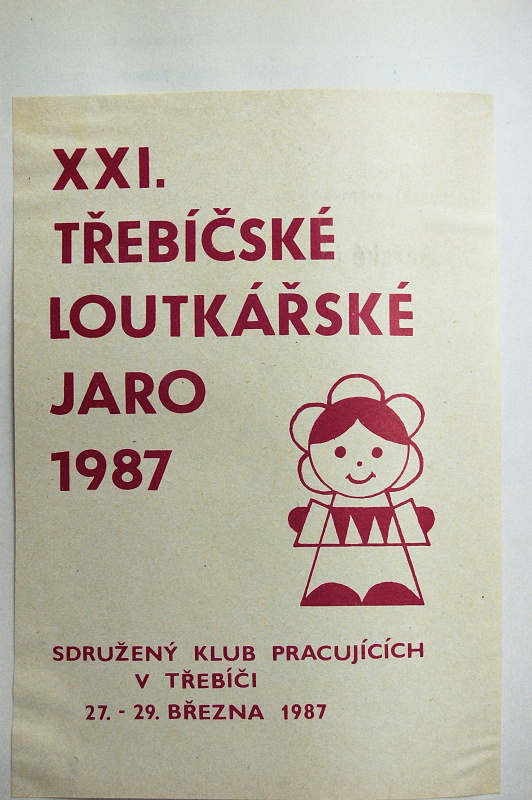 XXI.
TŘEBÍČSKÉ
LOUTKÁŘSKÉ
JARO
1987
SDRUŽENÝ KLUB PRACUJÍCÍCH
V TŘEBÍČI
27. - 29. BŘEZNA 1987